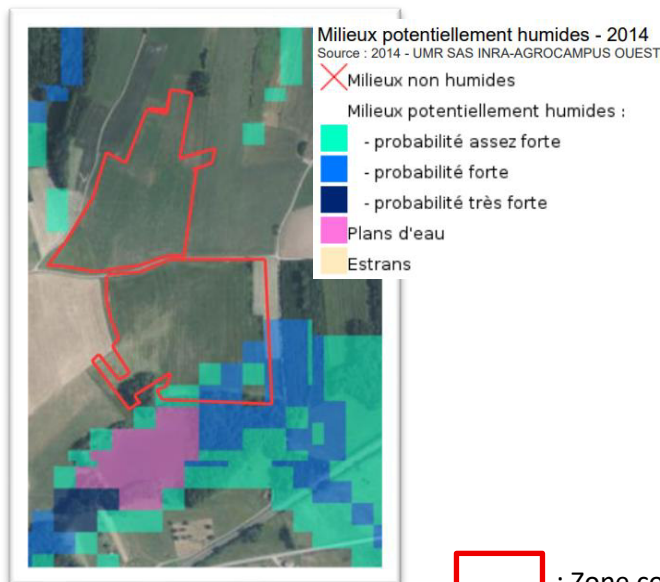 Milieux potentiellement humides - 2014
Source : 2014 - UMR SAS INRA-AGROCAMPUS OUEST
Milieux non humides
Milieux potentiellement humides :
- probabilité assez forte
- probabilité forte
- probabilité très forte
Plans d'eau
Estrans
: Zone